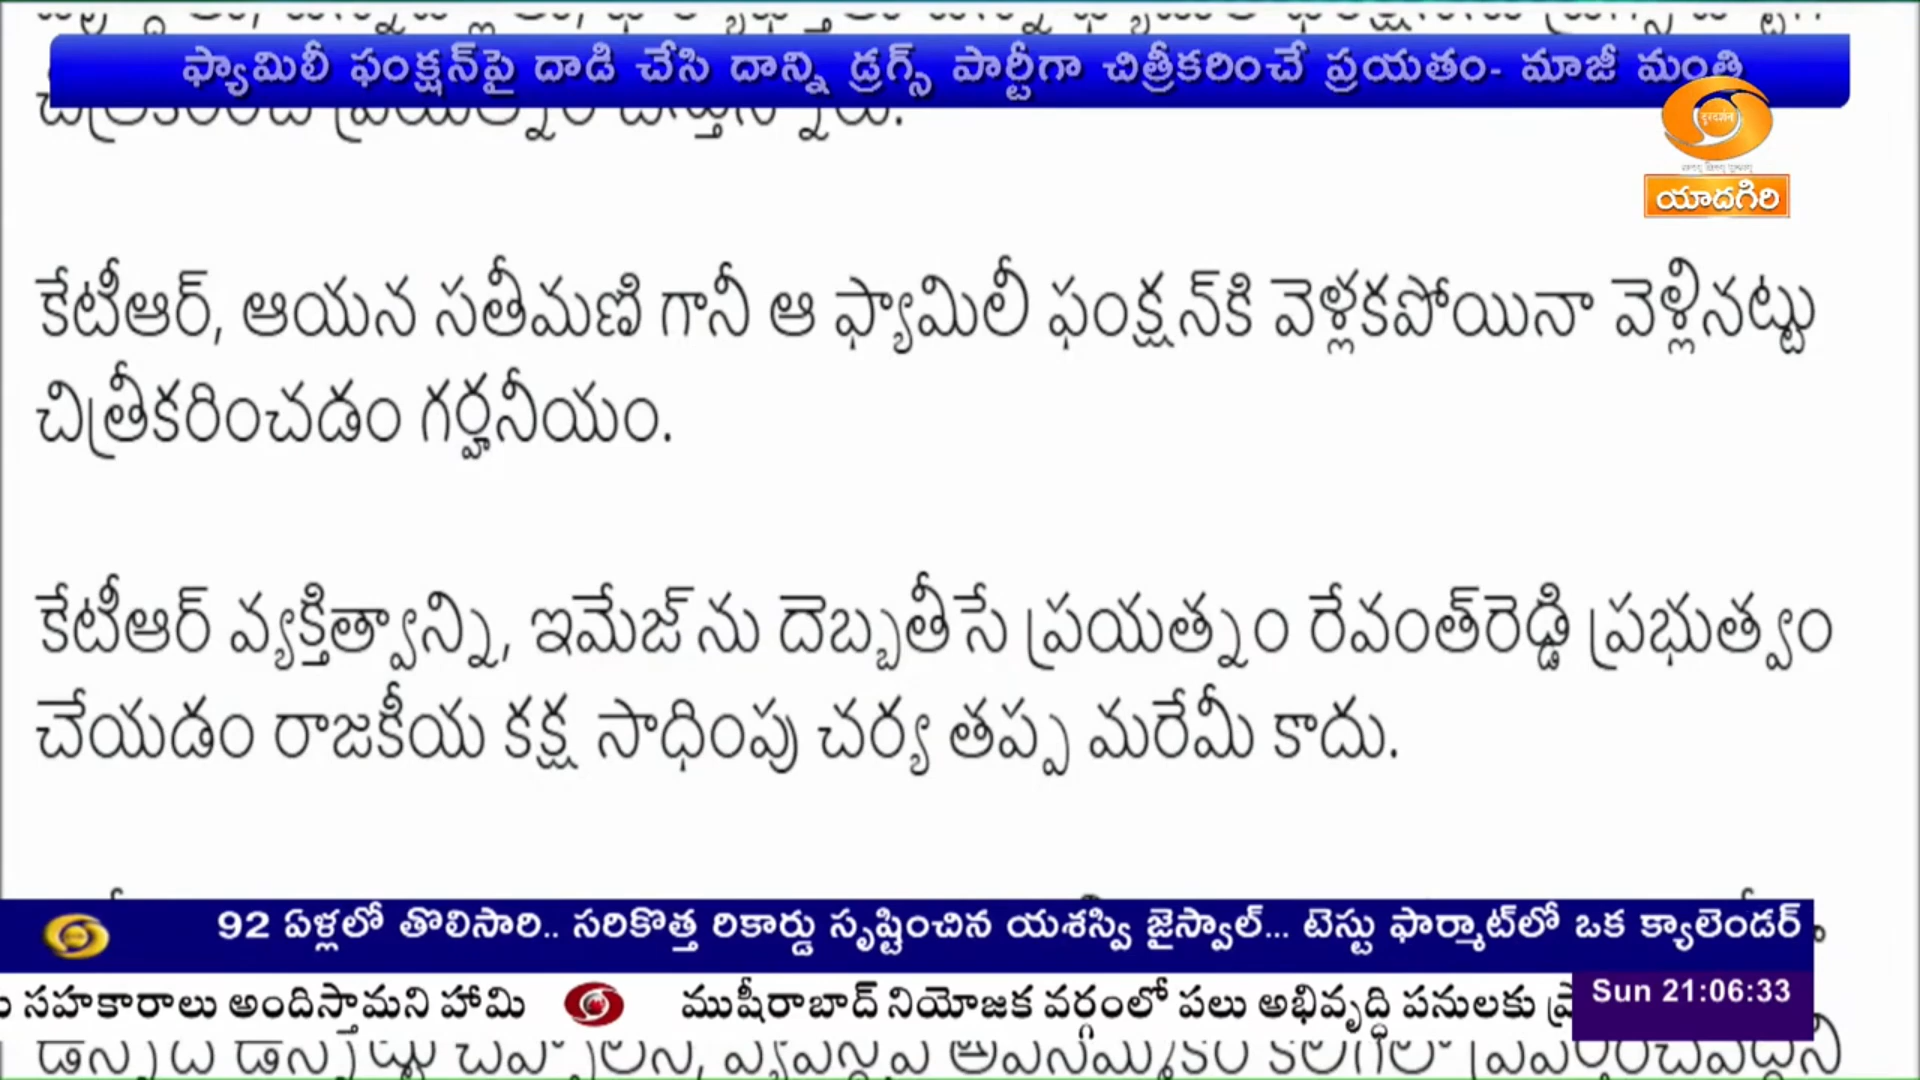 ఫ్యామిలీ ఫంక్షన్‌పై దాడి చేసి దాన్ని డ్రగ్స్ పార్టీగా చిత్రీకరించే ప్రయతం- మాజీ మంత్రి
दूरदर्शन
యాదగిరి
కేటీఆర్, ఆయన సతీమణి గానీ ఆ ఫ్యామిలీ ఫంక్షన్‌కి వెళ్లకపోయినా వెళ్లినట్టు
చిత్రీకరించడం గర్హనీయం.
కేటీఆర్ వ్యక్తిత్వాన్ని, ఇమేజ్‌ను దెబ్బతీసే ప్రయత్నం రేవంత్‌రెడ్డి ప్రభుత్వం
చేయడం రాజకీయ కక్ష సాధింపు చర్య తప్ప మరేమీ కాదు.
92 ఏళ్లలో తొలిసారి.. సరికొత్త రికార్డు సృష్టించిన యశస్వి జైస్వాల్... టెస్టు ఫార్మాట్‌లో ఒక క్యాలెండర్
సహకారాలు అందిస్తామని హామి ముషీరాబాద్ నియోజక వర్గంలో పలు అభివృద్ధి పనులకు
Sun 21:06:33